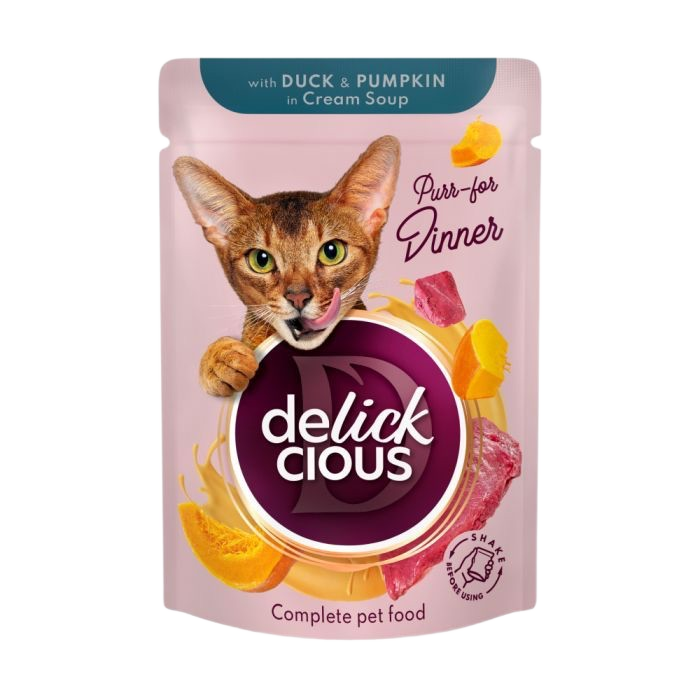 with DUCK & PUMPKIN
in Cream Soup
Purr-for
Dinner
delick
cious
SHAKE
BEFORE USING
Complete pet food